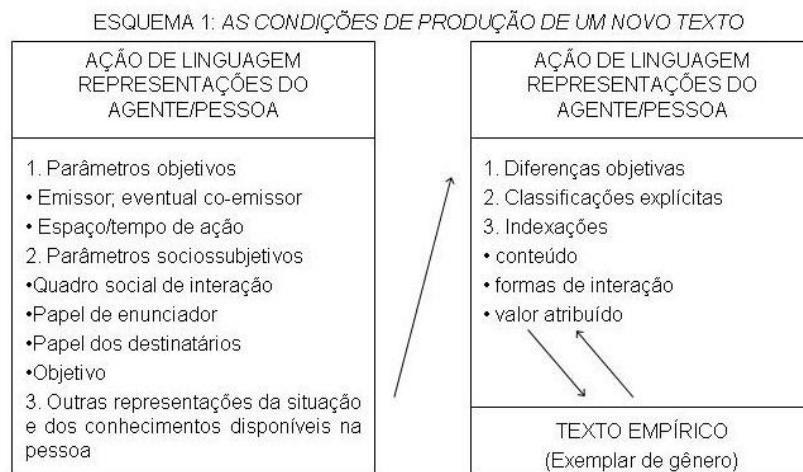 ESQUEMA 1: AS CONDIÇÕES DE PRODUÇÃO DE UM NOVO TEXTO
AÇÃO DE LINGUAGEM
REPRESENTAÇÕES DO
AGENTE/PESSOA
1. Parâmetros objetivos
• Emissor; eventual co-emissor
• Espaço/tempo de ação
2. Parâmetros sociossubjetivos
•Quadro social de interação
•Papel de enunciador
•Papel dos destinatários
•Objetivo
3. Outras representações da situação
e dos conhecimentos disponíveis na
pessoa
AÇÃO DE LINGUAGEM
REPRESENTAÇÕES DO
AGENTE/PESSOA
1. Diferenças objetivas
2. Classificações explícitas
3. Indexações
• conteúdo
• formas de interação
• valor atribuído
TEXTO EMPÍRICO
(Exemplar de gênero)